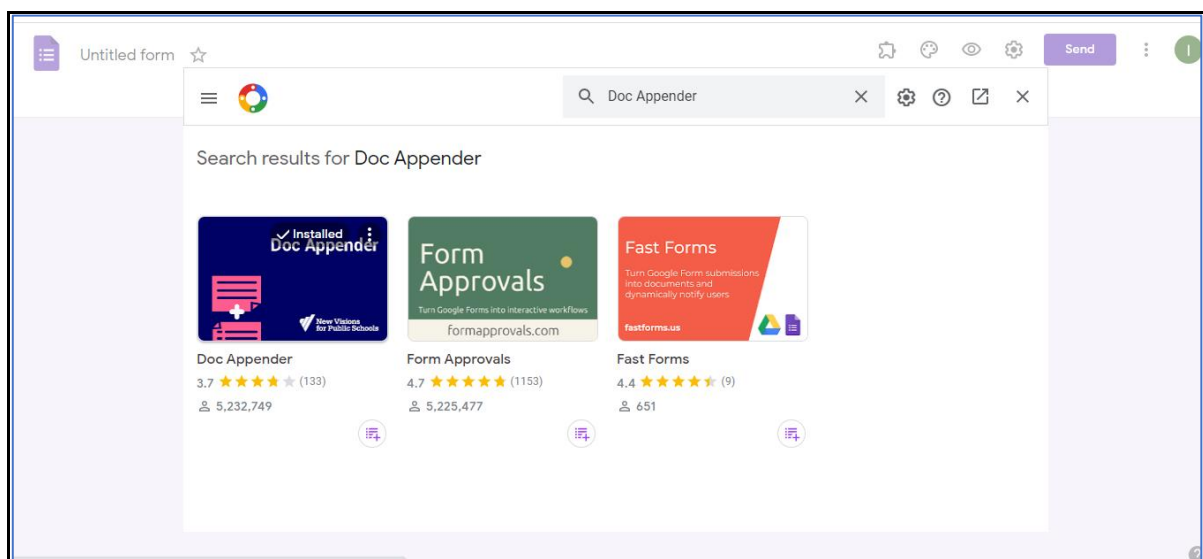 Untitled form
Send
I
Doc Appender
Search results for Doc Appender
Installed
Doc Appender
New Visions
for Public Schools
Form
Approvals
Turn Google Forms into interactive workflows
formapprovals.com
Fast Forms
Turn Google Form submissions
into documents and
dynamically notify users
fastforms.us
Doc Appender
3.7 (133)
5,232,749
Form Approvals
4.7 (1153)
5,225,477
Fast Forms
4.4 (9)
651